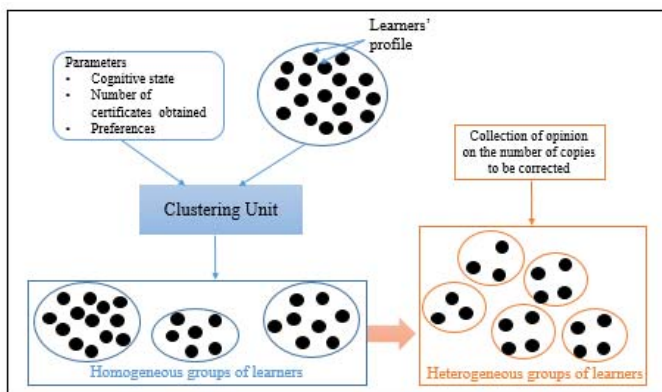 Learners'
profile
Parameters
• Cognitive state
• Number of
certificates obtained
• Preferences
Collection of opinion
on the number of copies
to be corrected
Clustering Unit
Homogeneous groups of learners
Heterogeneous groups of learners